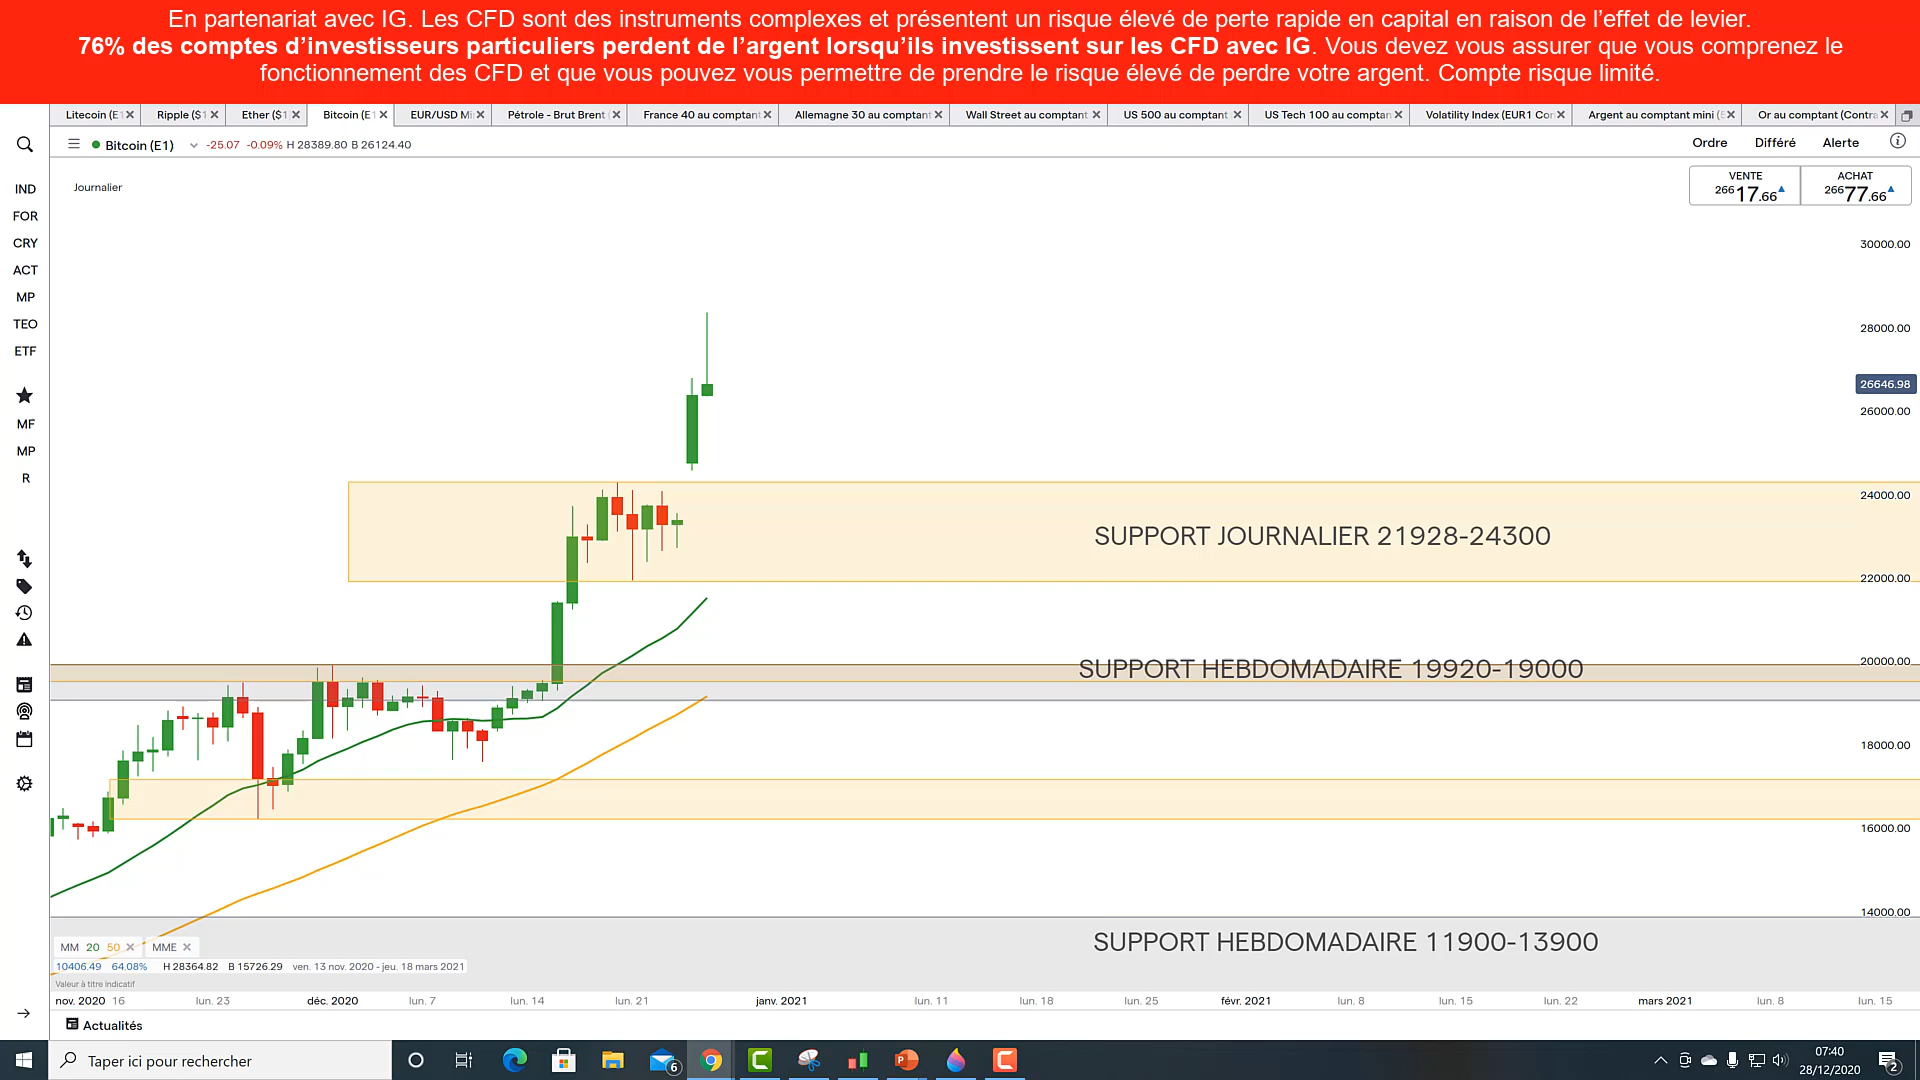 En partenariat avec IG. Les CFD sont des instruments complexes et présentent un risque élevé de perte rapide en capital en raison de l’effet de levier.
76% des comptes d’investisseurs particuliers perdent de l’argent lorsqu’ils investissent sur les CFD avec IG. Vous devez vous assurer que vous comprenez le
fonctionnement des CFD et que vous pouvez vous permettre de prendre le risque élevé de perdre votre argent. Compte risque limité.
Litecoin (E1 Ripple ($1 Ether ($1 Bitcoin (E1 EUR/USD Mi Pétrole - Brut Brent France 40 au comptant Allemagne 30 au comptant Wall Street au comptant US 500 au comptant US Tech 100 au comptan Volatility Index (EUR1 Co Argent au comptant mini ( Or au comptant (Contra
Bitcoin (E1) -25.07 -0.09% H 28389.80 B 26124.40
Ordre Différé Alerte
Journalier
VENTE ACHAT
26617.66 26677.66
IND
FOR
CRY
ACT
MP
TEO
ETF
MF
MP
R
30000.00
28000.00
26646.98
26000.00
24000.00
SUPPORT JOURNALIER 21928-24300
22000.00
SUPPORT HEBDOMADAIRE 19920-19000
20000.00
18000.00
16000.00
14000.00
SUPPORT HEBDOMADAIRE 11900-13900
MM 20 50 MME
10406.49 64.08% H 28364.82 B 15726.29 ven. 13 nov. 2020 - jeu. 18 mars 2021
Valeur à titre indicatif
nov. 2020 16 lun. 23 déc. 2020 lun. 7 lun. 14 lun. 21 janv. 2021 lun. 11 lun. 18 lun. 25 févr. 2021 lun. 8 lun. 15 lun. 22 mars 2021 lun. 8 lun. 15
Actualités
Taper ici pour rechercher
6
07:40
28/12/2020
2